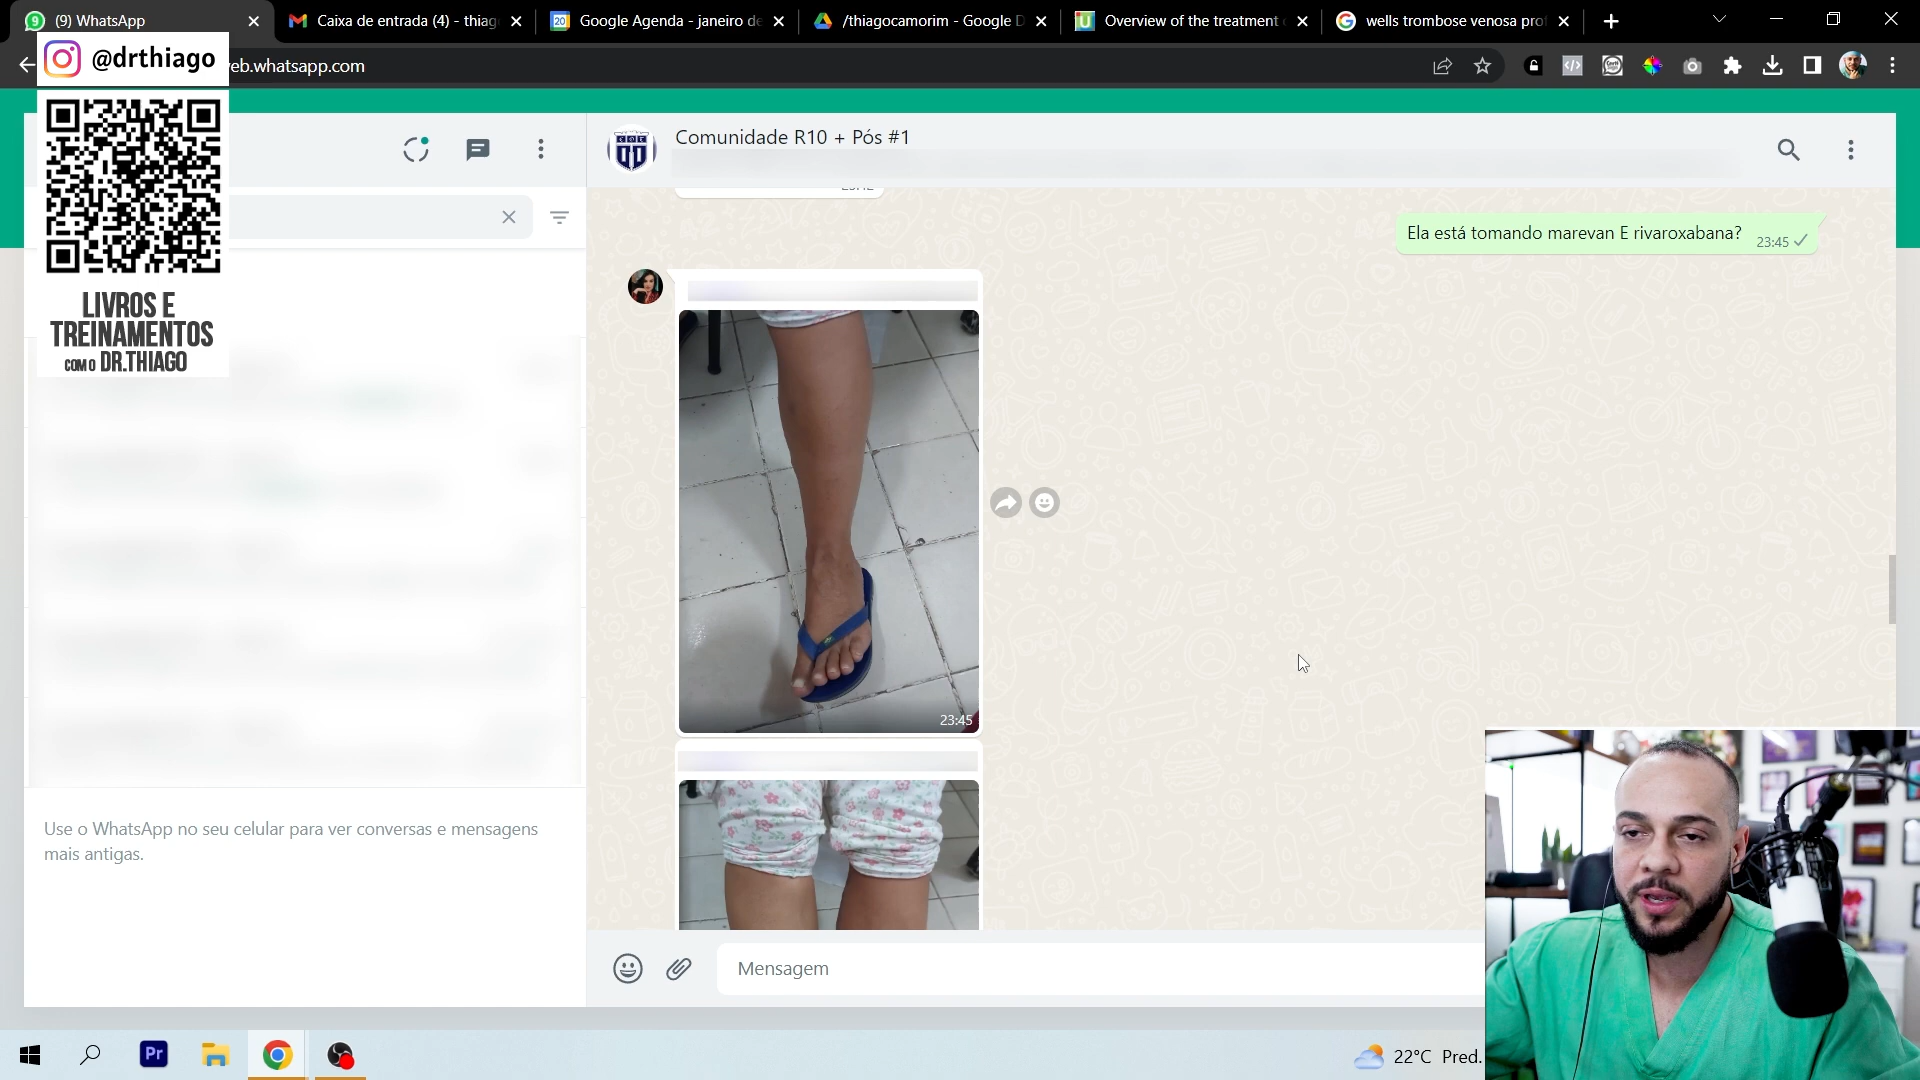 (9) WhatsApp
Caixa de entrada (4) - thiag
Google Agenda - janeiro de
/thiagocamorim - Google D
Overview of the treatment
wells trombose venosa prof
@drthiago
eb.whatsapp.com
Comunidade R10 + Pós #1
Ela está tomando marevan E rivaroxabana?
23:45
LIVROS E
TREINAMENTOS
COM O DR.THIAGO
23:45
Use o WhatsApp no seu celular para ver conversas e mensagens
mais antigas.
Mensagem
Pr
22°C Pred.